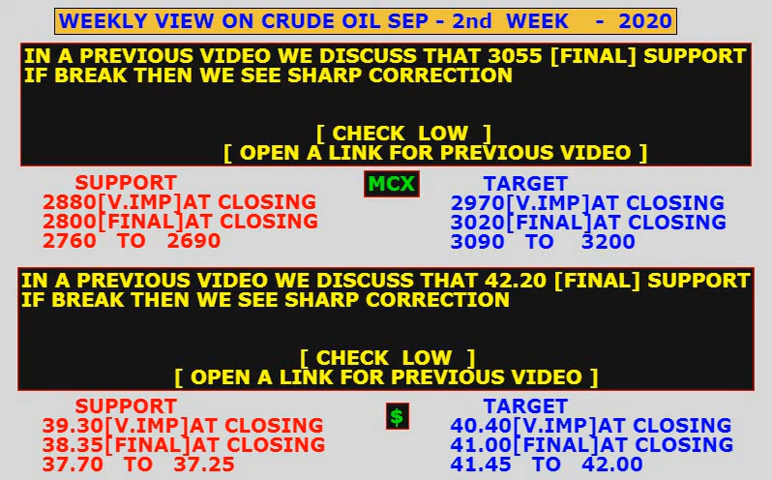 WEEKLY VIEW ON CRUDE OIL SEP - 2nd WEEK - 2020
IN A PREVIOUS VIDEO WE DISCUSS THAT 3055 [FINAL] SUPPORT
IF BREAK THEN WE SEE SHARP CORRECTION
[ CHECK LOW ]
[ OPEN A LINK FOR PREVIOUS VIDEO ]
MCX
SUPPORT
2880[V.IMP]AT CLOSING
2800[FINAL]AT CLOSING
2760 TO 2690
TARGET
2970[V.IMP]AT CLOSING
3020[FINAL]AT CLOSING
3090 TO 3200
IN A PREVIOUS VIDEO WE DISCUSS THAT 42.20 [FINAL] SUPPORT
IF BREAK THEN WE SEE SHARP CORRECTION
[ CHECK LOW ]
[ OPEN A LINK FOR PREVIOUS VIDEO ]
$
SUPPORT
39.30[V.IMP]AT CLOSING
38.35[FINAL]AT CLOSING
37.70 TO 37.25
TARGET
40.40[V.IMP]AT CLOSING
41.00[FINAL]AT CLOSING
41.45 TO 42.00